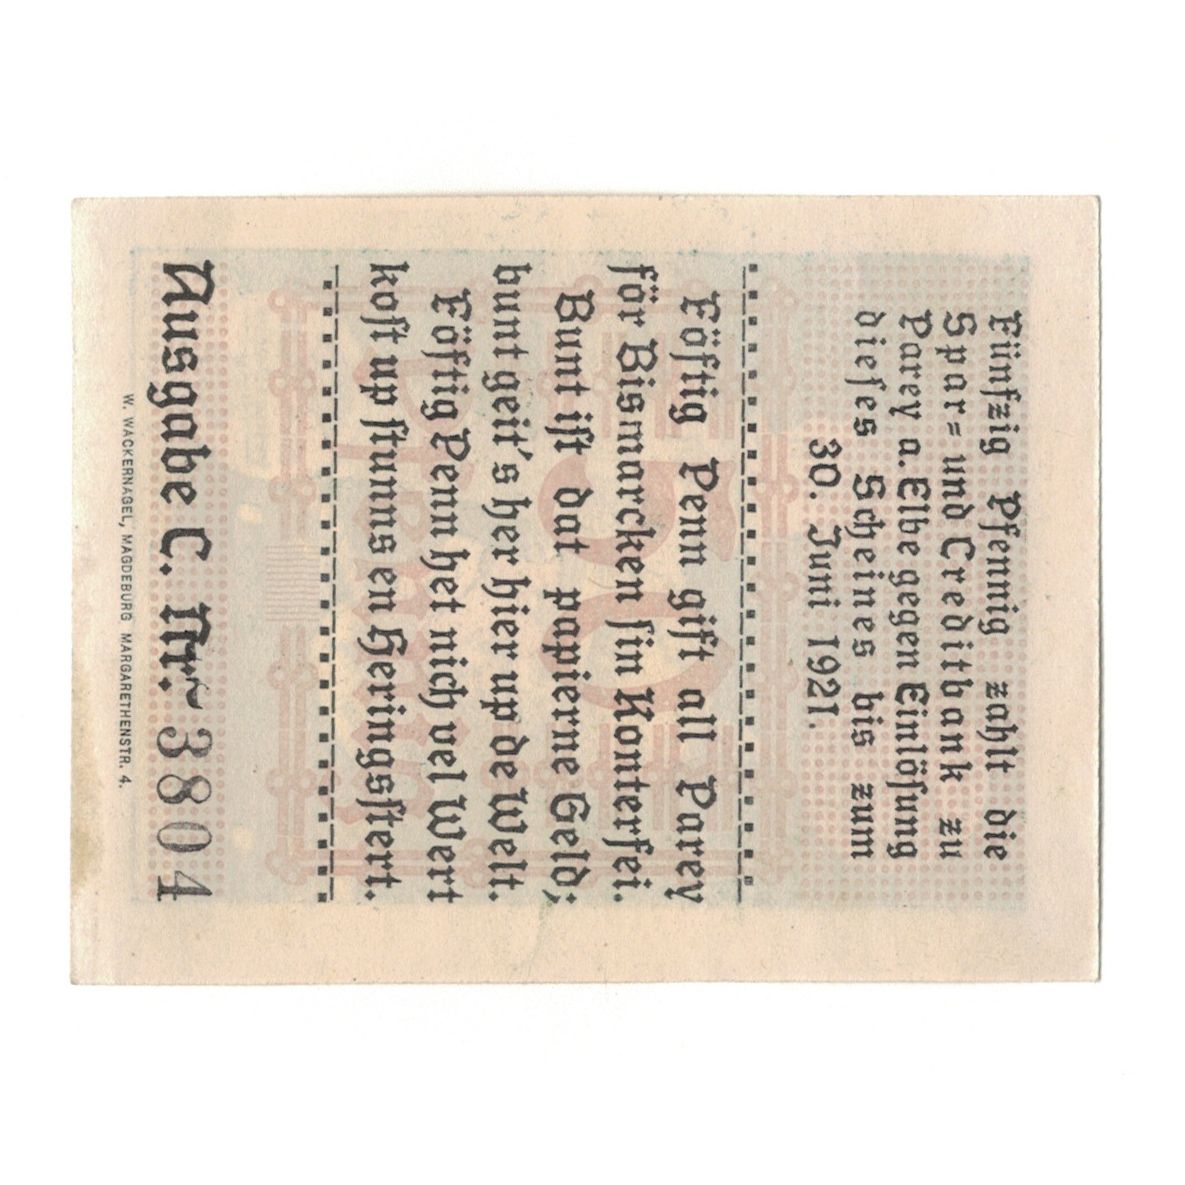 Fünfzig Pfennig zahlt die
Spar= und Creditbank zu
Parey a. Elbe gegen Einlösung
dieses Scheines bis zum
30. Juni 1921.
Föftig Penn gift all Parey
för Bismarcken sin Konterfei.
Bunt ist dat papierne Geld;
bunt geit's her hier up de Welt.
Föftig Penn het nich vel Wert
kost up stunns en Heringsstert.
Ausgabe C. Nr. 3804
W. WACKERNAGEL, MAGDEBURG MARGARETHENSTR. 4.